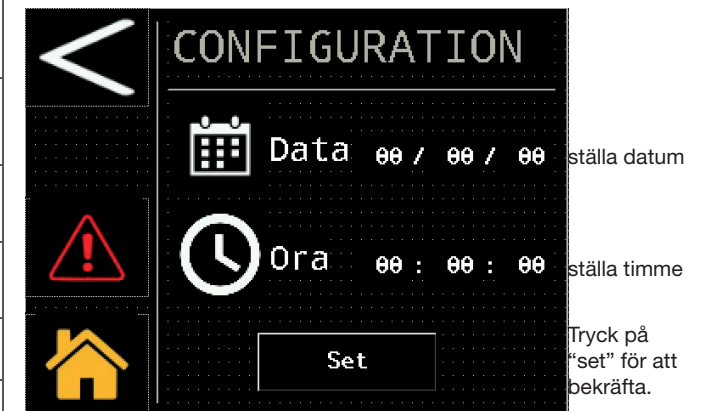 CONFIGURATION
Data 00 / 00 / 00 ställa datum
Ora 00 : 00 : 00 ställa timme
Set
Tryck på
“set” för att
bekräfta.